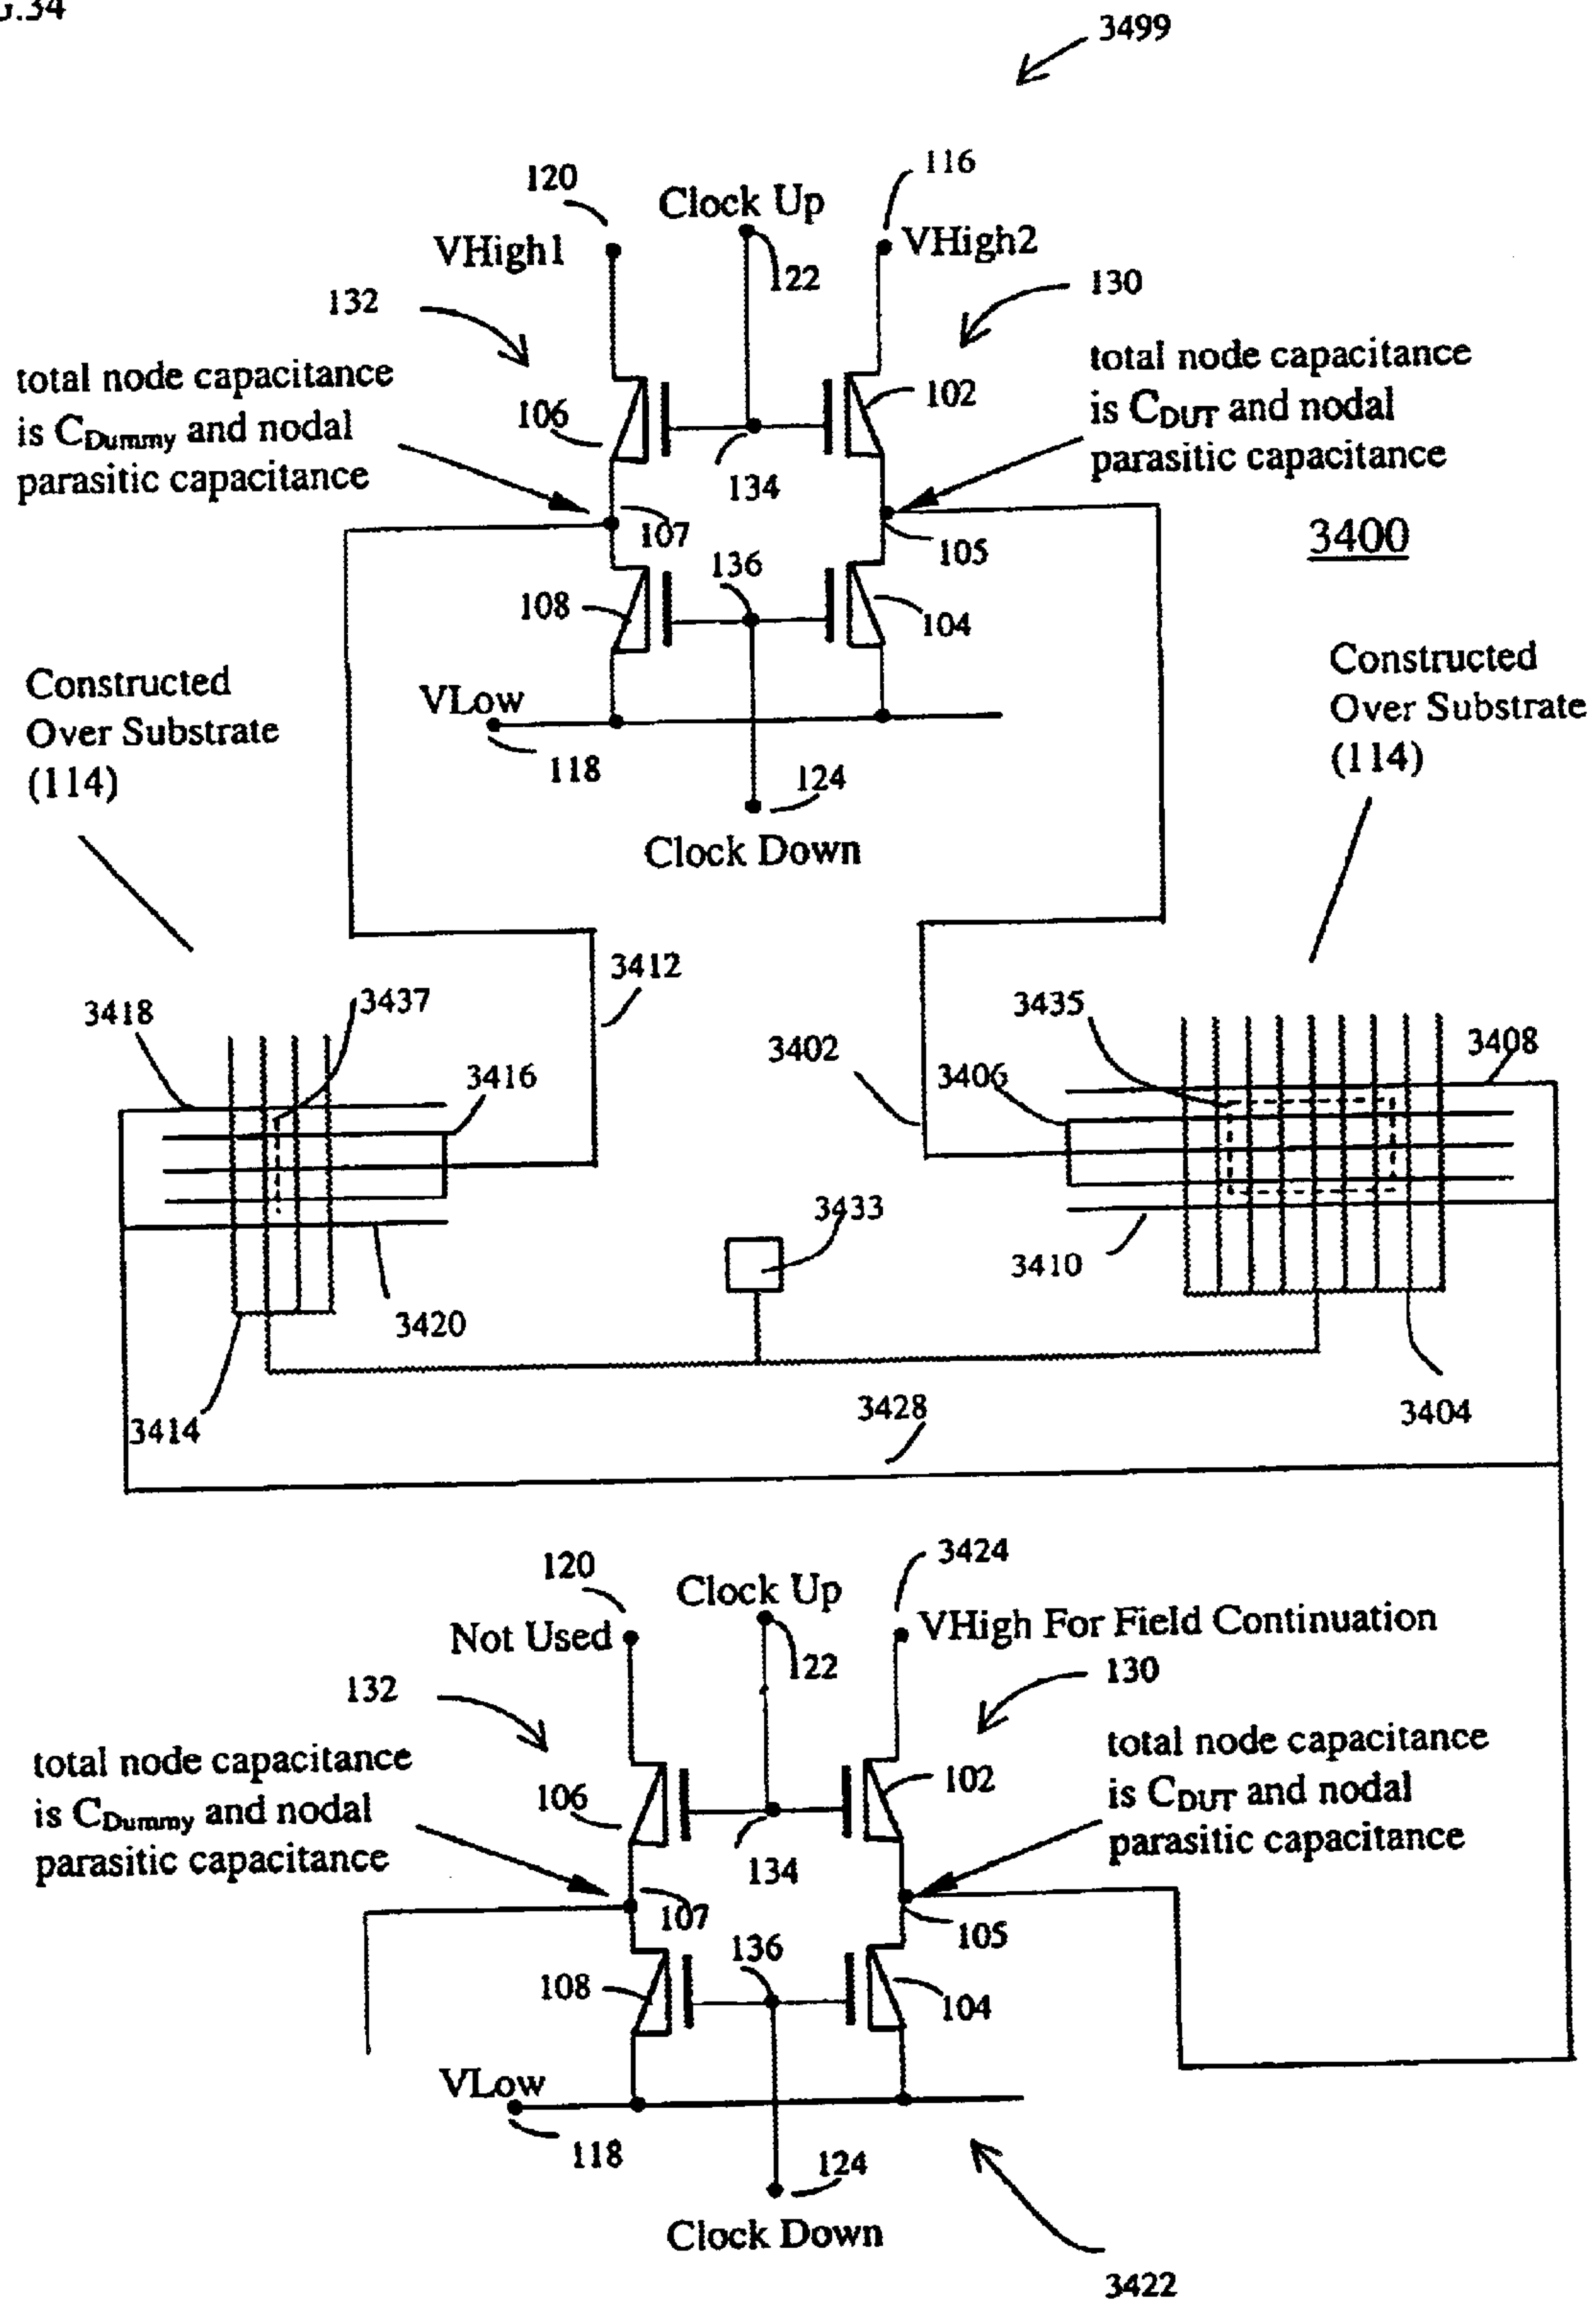 G.34
3499
120
Clock Up
116
VHigh1
122
VHigh2
132
130
total node capacitance
is CDummy and nodal
parasitic capacitance
total node capacitance
is CDUT and nodal
parasitic capacitance
106
102
134
107
105
3400
136
108
104
Constructed
Over Substrate
(114)
Constructed
Over Substrate
(114)
VLow
118
124
Clock Down
3412
3418
3437
3402
3435
3408
3416
3406
3433
3410
3420
3414
3428
3404
120
Clock Up
3424
Not Used
122
VHigh For Field Continuation
132
130
total node capacitance
is CDummy and nodal
parasitic capacitance
total node capacitance
is CDUT and nodal
parasitic capacitance
106
102
134
107
105
136
108
104
VLow
118
124
Clock Down
3422